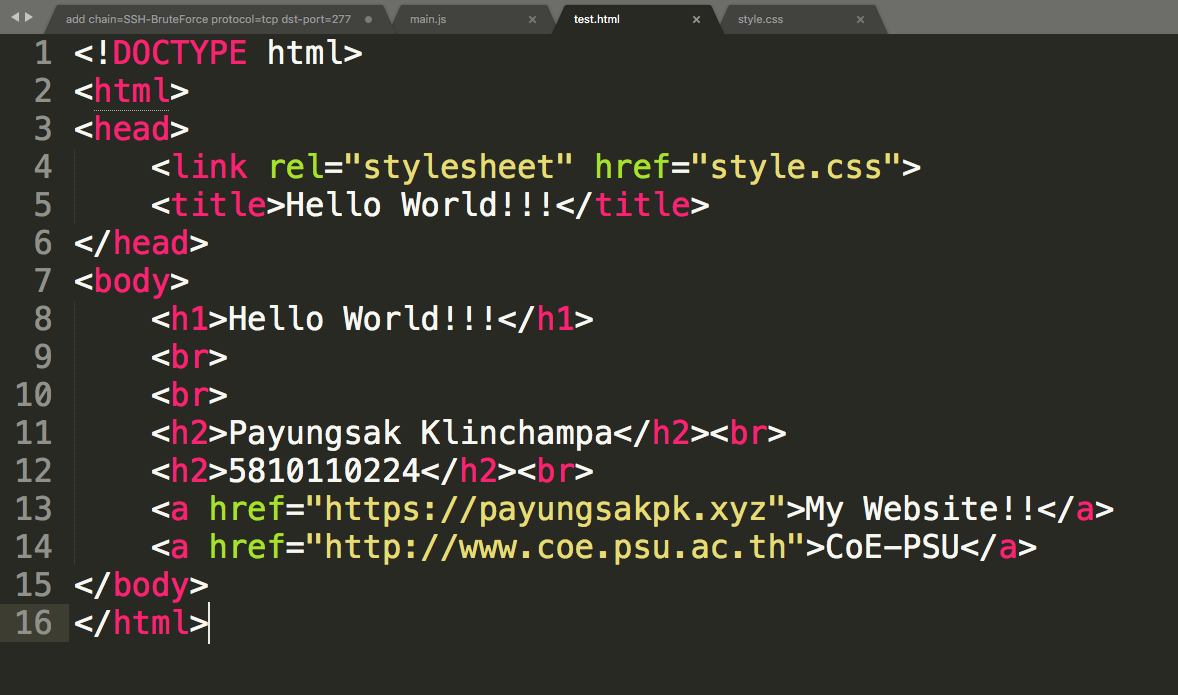 add chain=SSH-BruteForce protocol=tcp dst-port=277 main.js test.html style.css
1 <!DOCTYPE html>
2 <html>
3 <head>
4 <link rel="stylesheet" href="style.css">
5 <title>Hello World!!!</title>
6 </head>
7 <body>
8 <h1>Hello World!!!</h1>
9 <br>
10 <br>
11 <h2>Payungsak Klinchampa</h2><br>
12 <h2>5810110224</h2><br>
13 <a href="https://payungsakpk.xyz">My Website!!</a>
14 <a href="http://www.coe.psu.ac.th">CoE-PSU</a>
15 </body>
16 </html>